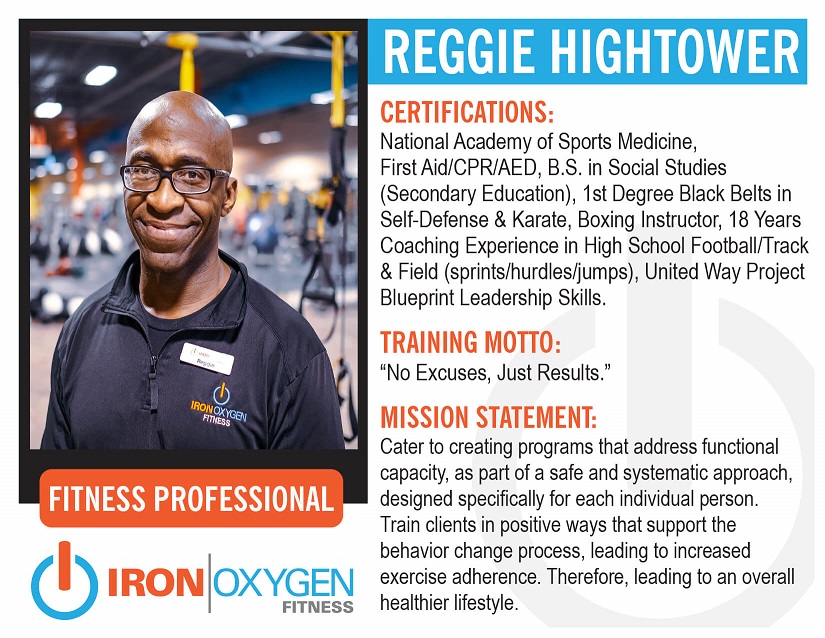 REGGIE HIGHTOWER
CERTIFICATIONS:
National Academy of Sports Medicine,
First Aid/CPR/AED, B.S. in Social Studies
(Secondary Education), 1st Degree Black Belts in
Self-Defense & Karate, Boxing Instructor, 18 Years
Coaching Experience in High School Football/Track
& Field (sprints/hurdles/jumps), United Way Project
Blueprint Leadership Skills.
TRAINING MOTTO:
“No Excuses, Just Results.”
MISSION STATEMENT:
Cater to creating programs that address functional
capacity, as part of a safe and systematic approach,
designed specifically for each individual person.
Train clients in positive ways that support the
behavior change process, leading to increased
exercise adherence. Therefore, leading to an overall
healthier lifestyle.
Reggie
IRON OXYGEN
FITNESS
FITNESS PROFESSIONAL
IRON|OXYGEN
FITNESS